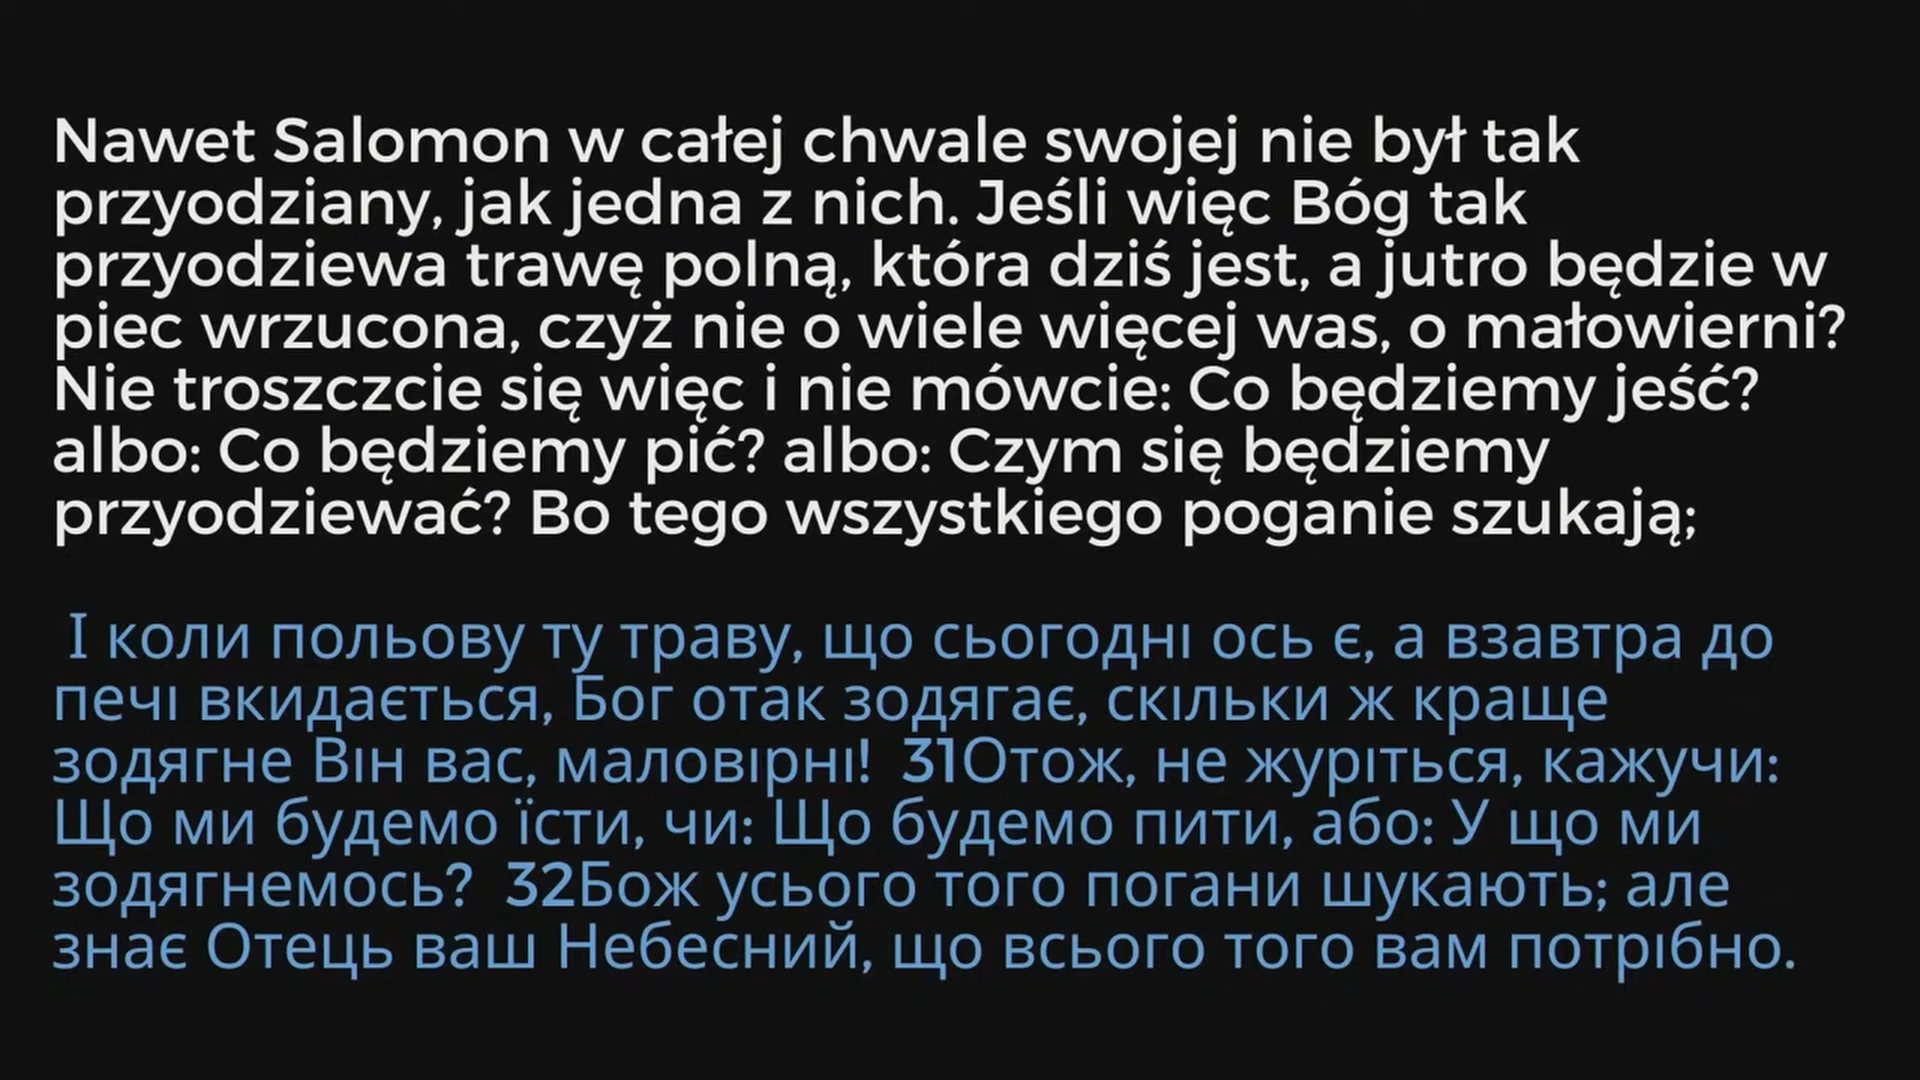 Nawet Salomon w całej chwale swojej nie był tak
przyodziany, jak jedna z nich. Jeśli więc Bóg tak
przyodziewa trawę polną, która dziś jest, a jutro będzie w
piec wrzucona, czyż nie o wiele więcej was, o małowierni?
Nie troszczcie się więc i nie mówcie: Co będziemy jeść?
albo: Co będziemy pić? albo: Czym się będziemy
przyodziewać? Bo tego wszystkiego poganie szukają;
І коли польову ту траву, що сьогодні ось є, а взавтра до
печі вкидається, Бог отак зодягає, скільки ж краще
зодягне Він вас, маловірні! 31Отож, не журіться, кажучи:
Що ми будемо їсти, чи: Що будемо пити, або: У що ми
зодягнемось? 32Бож усього того погани шукають; але
знає Отець ваш Небесний, що всього того вам потрібно.